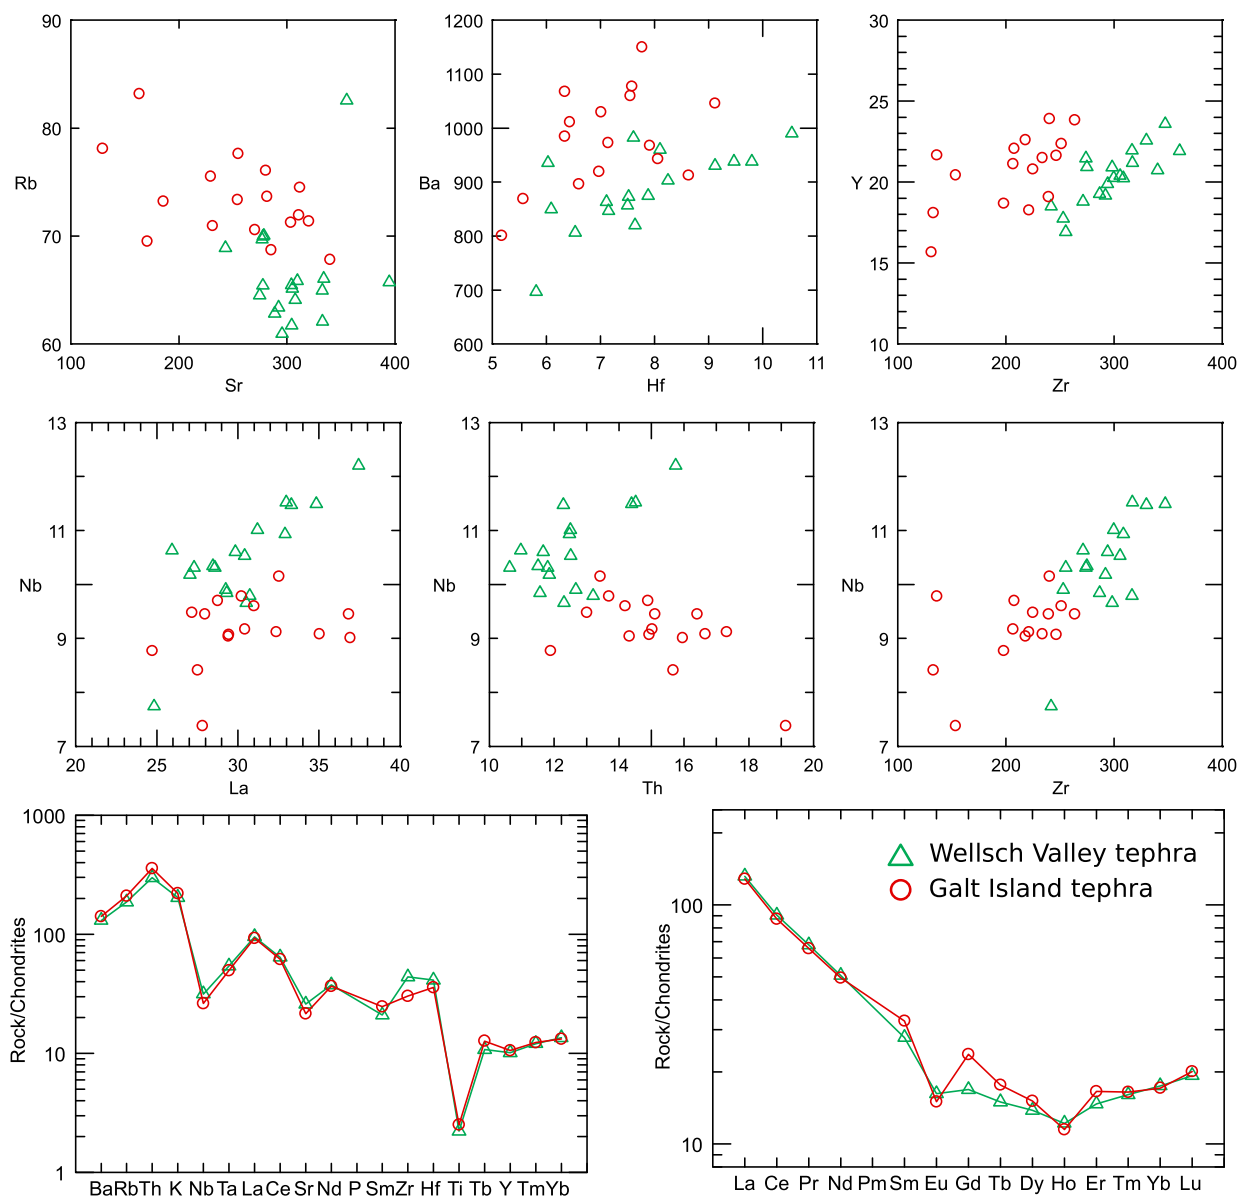 90 1200 30
80 1100 25
Rb 1000 Y 20
70 Ba 900 15
60 800 10
700
600
100 200 300 400 5 6 7 8 9 10 11 100 200 300 400
Sr Hf Zr
13 13 13
11 11 11
Nb Nb Nb
9 9 9
7 7 7
20 25 30 35 40 10 12 14 16 18 20 100 200 300 400
La Th Zr
1000
100
10
1
Rock/Chondrites
Ba Rb Th K Nb Ta La Ce Sr Nd P Sm Zr Hf Ti Tb Y Tm Yb
Wellsch Valley tephra
Galt Island tephra
100
10
Rock/Chondrites
La Ce Pr Nd Pm Sm Eu Gd Tb Dy Ho Er Tm Yb Lu